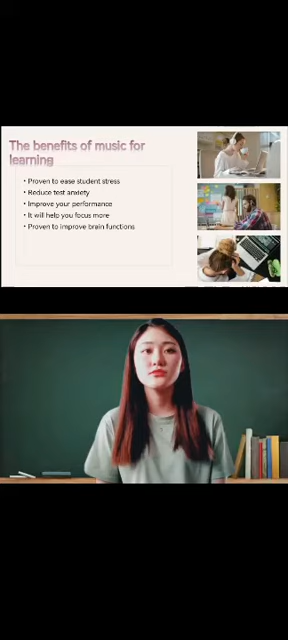 The benefits of music for
learning
• Proven to ease student stress
• Reduce test anxiety
• Improve your performance
• It will help you focus more
• Proven to improve brain functions